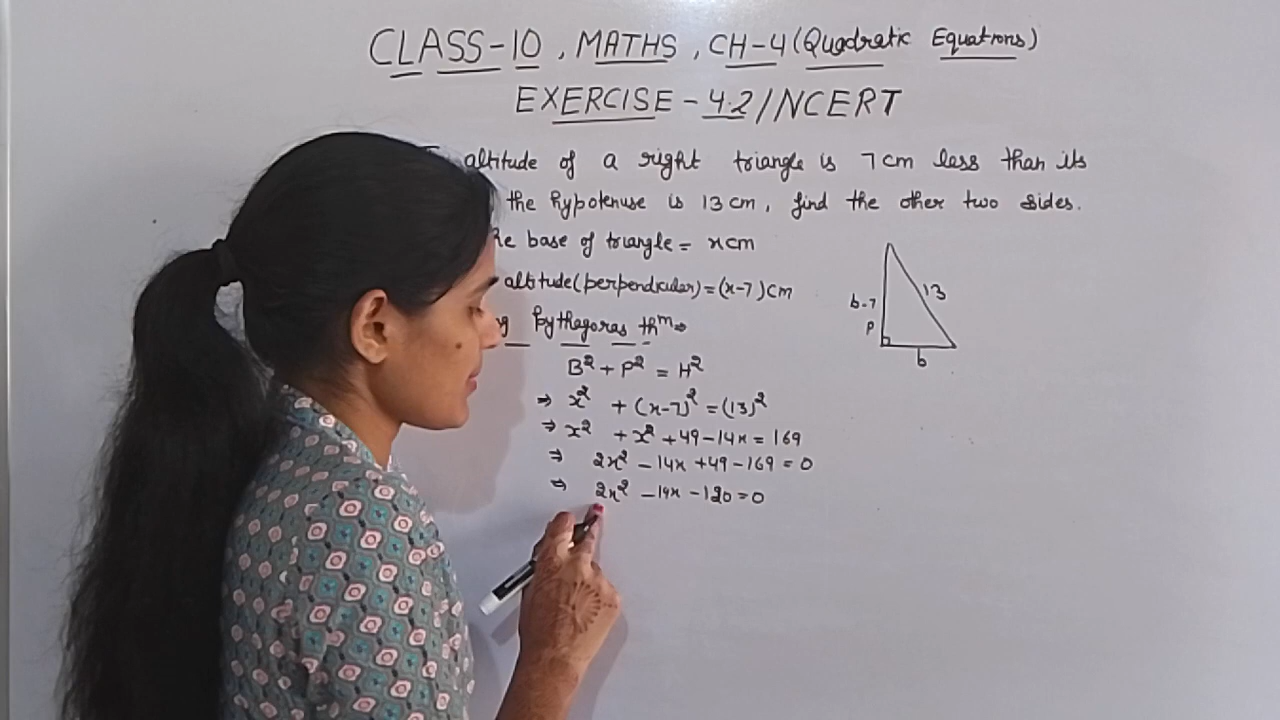 CLASS-10, MATHS, CH-4 (Quadratic Equations)
EXERCISE - 4.2/NCERT
altitude of a right triangle is 7cm less than its
the hypotenuse is 13 cm, find the other two sides.
base of triangle = x cm
altitude (perpendicular) = (x-7) cm
Pythagoras thm⇒
B² + P² = H²
⇒ x² + (x-7)² = (13)²
⇒ x² + x² + 49 - 14x = 169
⇒ 2x² - 14x + 49 - 169 = 0
⇒ 2x² - 14x - 120 = 0
b-7
13
P
b